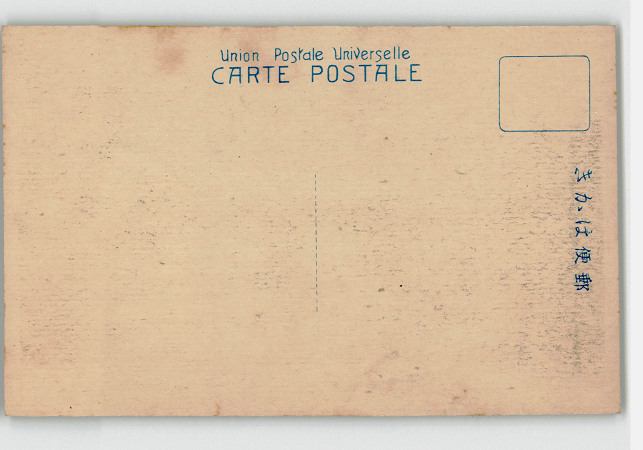 Union Postale Universelle
CARTE POSTALE
郵便はかき